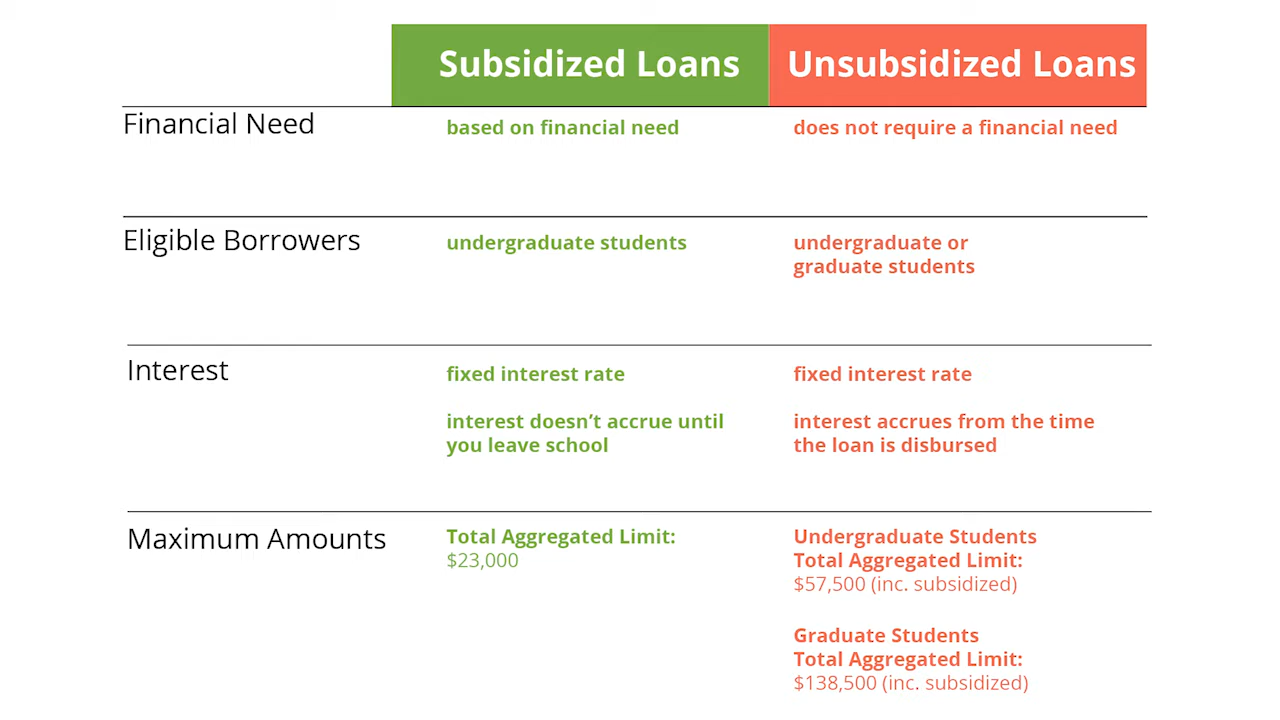 Subsidized Loans
Unsubsidized Loans
Financial Need
based on financial need
does not require a financial need
Eligible Borrowers
undergraduate students
undergraduate or
graduate students
Interest
fixed interest rate
interest doesn’t accrue until
you leave school
fixed interest rate
interest accrues from the time
the loan is disbursed
Maximum Amounts
Total Aggregated Limit:
$23,000
Undergraduate Students
Total Aggregated Limit:
$57,500 (inc. subsidized)
Graduate Students
Total Aggregated Limit:
$138,500 (inc. subsidized)